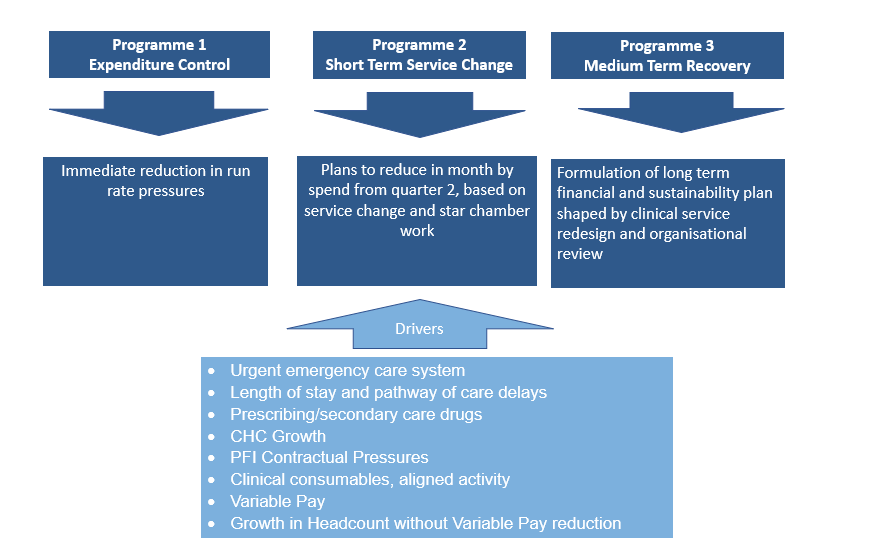 Programme 1
Expenditure Control
Programme 2
Short Term Service Change
Programme 3
Medium Term Recovery
Immediate reduction in run
rate pressures
Plans to reduce in month by
spend from quarter 2, based on
service change and star chamber
work
Formulation of long term
financial and sustainability plan
shaped by clinical service
redesign and organisational
review
Drivers
• Urgent emergency care system
• Length of stay and pathway of care delays
• Prescribing/secondary care drugs
• CHC Growth
• PFI Contractual Pressures
• Clinical consumables, aligned activity
• Variable Pay
• Growth in Headcount without Variable Pay reduction